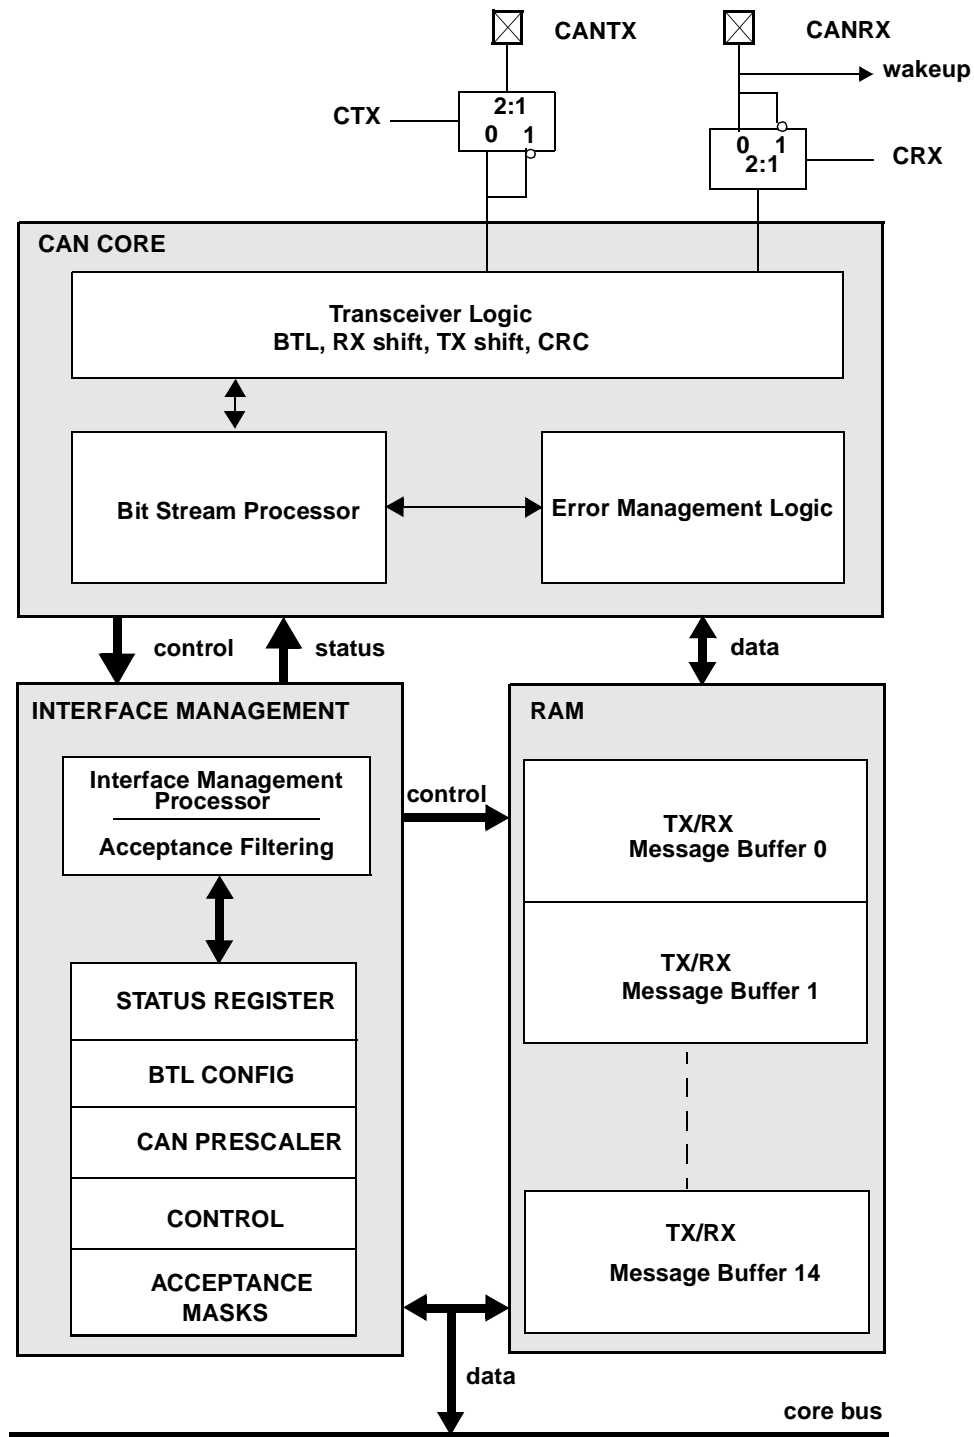 CANTX
CANRX
wakeup
CTX
2:1
0 1
0 1
2:1
CRX
CAN CORE
Transceiver Logic
BTL, RX shift, TX shift, CRC
Bit Stream Processor
Error Management Logic
control
status
data
INTERFACE MANAGEMENT
RAM
Interface Management
Processor
Acceptance Filtering
control
TX/RX
Message Buffer 0
TX/RX
Message Buffer 1
STATUS REGISTER
BTL CONFIG
CAN PRESCALER
CONTROL
ACCEPTANCE
MASKS
TX/RX
Message Buffer 14
data
core bus